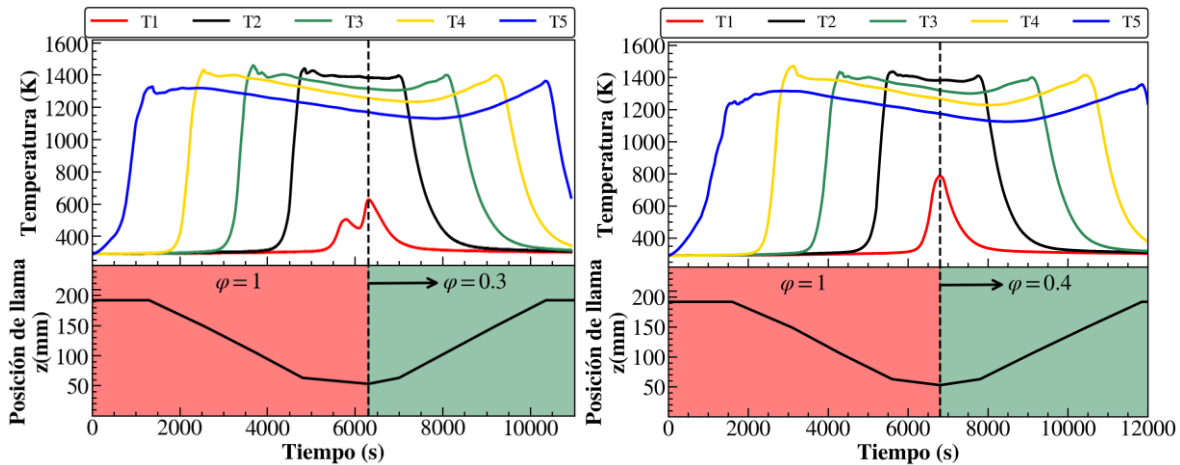 T1 T2 T3 T4 T5
Temperatura (K)
1600
1400
1200
1000
800
600
400
φ=1
φ=0.3
Posición de llama
z(mm)
200
150
100
50
0 2000 4000 6000 8000 10000
Tiempo (s)
T1 T2 T3 T4 T5
Temperatura (K)
1600
1400
1200
1000
800
600
400
φ=1
φ=0.4
Posición de llama
z(mm)
200
150
100
50
0 2000 4000 6000 8000 10000 12000
Tiempo (s)